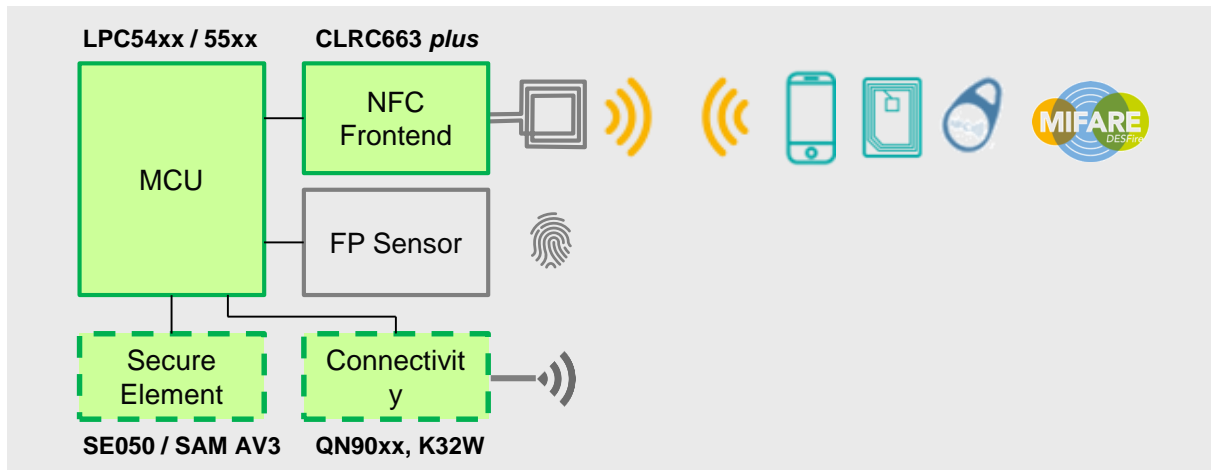 LPC54xx / 55xx
CLRC663 plus
MCU
NFC
Frontend
MIFARE
DESFire
FP Sensor
Secure
Element
Connectivit
y
SE050 / SAM AV3
QN90xx, K32W